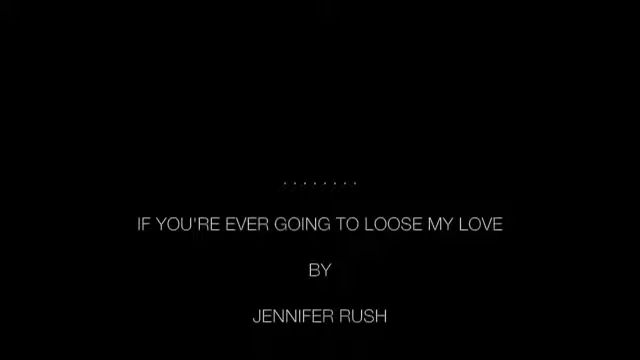 ........
IF YOU'RE EVER GOING TO LOOSE MY LOVE
BY
JENNIFER RUSH